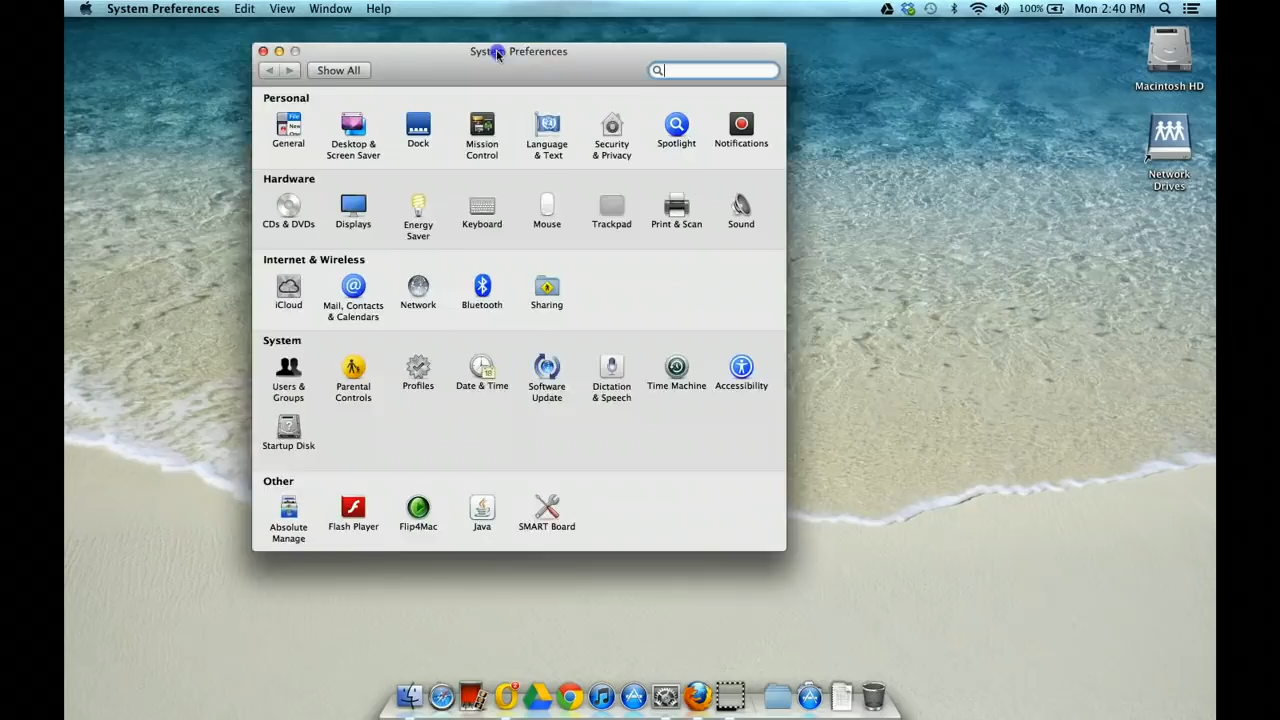 System Preferences Edit View Window Help 100% Mon 2:40 PM
System Preferences
Show All
Macintosh HD
Network
Drives
Personal
General
Desktop &
Screen Saver
Dock
Mission
Control
Language
& Text
Security
& Privacy
Spotlight
Notifications
Hardware
CDs & DVDs
Displays
Energy
Saver
Keyboard
Mouse
Trackpad
Print & Scan
Sound
Internet & Wireless
iCloud
Mail, Contacts
& Calendars
Network
Bluetooth
Sharing
System
Users &
Groups
Parental
Controls
Profiles
Date & Time
Software
Update
Dictation
& Speech
Time Machine
Accessibility
Startup Disk
Other
Absolute
Manage
Flash Player
Flip4Mac
Java
SMART Board